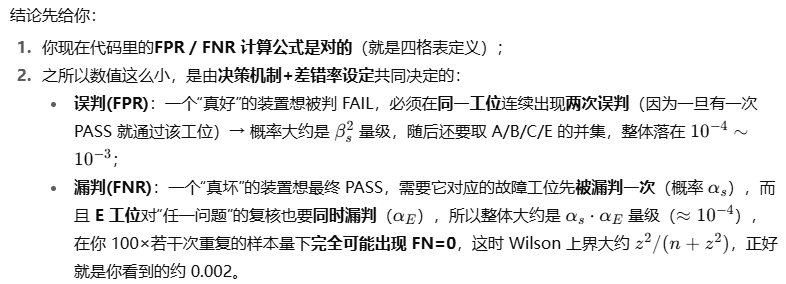 结论先给你：
1. 你现在代码里的FPR / FNR 计算公式是对的（就是四格表定义）；
2. 之所以数值这么小，是由决策机制+差错率设定共同决定的：
• 误判(FPR)：一个“真好”的装置想被判 FAIL，必须在同一工位连续出现两次误判（因为一旦有一次
PASS 就通过该工位）→ 概率大约是 βₛ² 量级，随后还要取 A/B/C/E 的并集，整体落在 10⁻⁴ ∼
10⁻³；
• 漏判(FNR)：一个“真坏”的装置想最终 PASS，需要它对应的故障工位先被漏判一次（概率 αₛ），而
且 E 工位对“任一问题”的复核也要同时漏判（α_E），所以整体大约是 αₛ · α_E 量级（≈ 10⁻⁴），
在你 100×若干次重复的样本量下完全可能出现 FN=0，这时 Wilson 上界大约 z²/(n + z²)，正好
就是你看到的约 0.002。